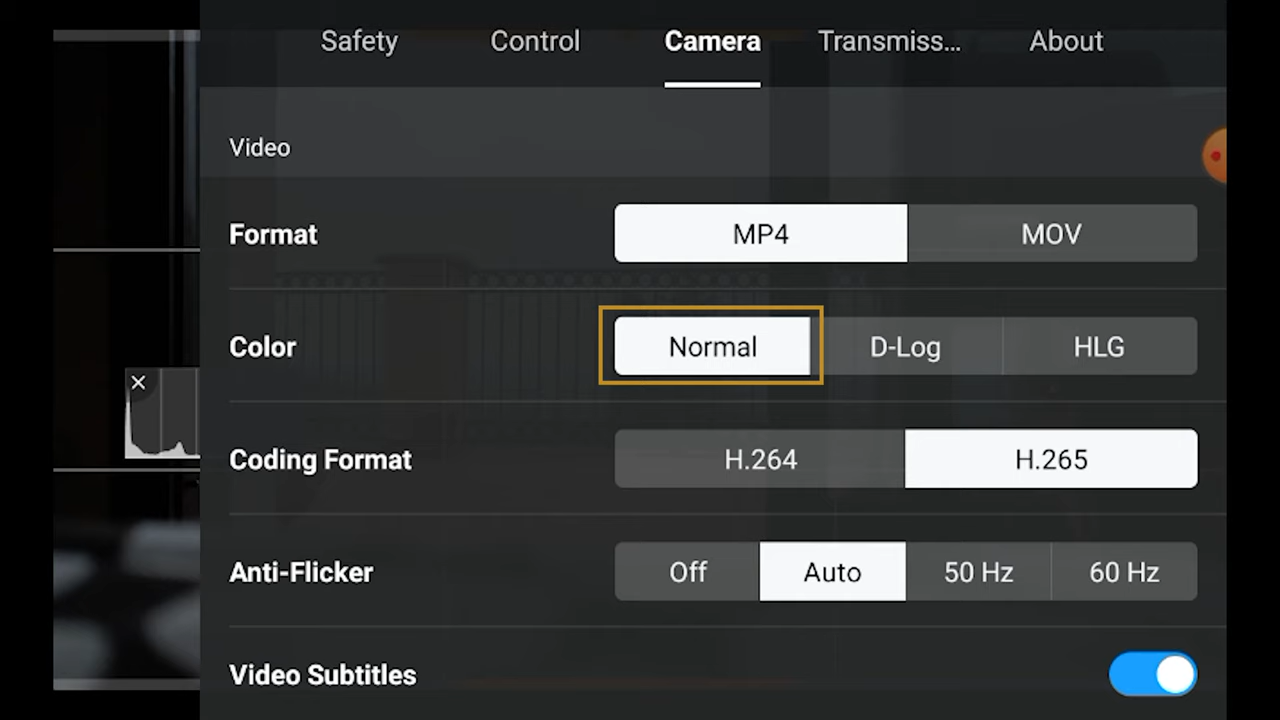 Safety Control Camera Transmiss... About
Video
Format MP4 MOV
Color Normal D-Log HLG
Coding Format H.264 H.265
Anti-Flicker Off Auto 50 Hz 60 Hz
Video Subtitles